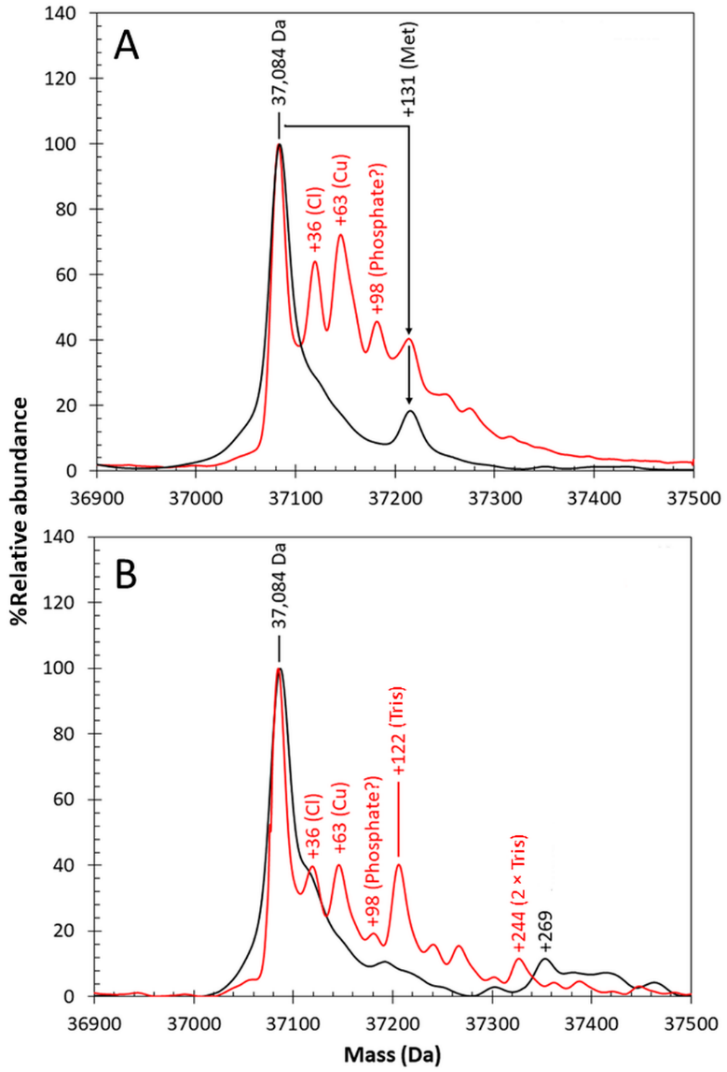 %Relative abundance
A
140
120
100
80
60
40
20
0
37,084 Da
+36 (Cl)
+63 (Cu)
+98 (Phosphate?)
+131 (Met)
36900 37000 37100 37200 37300 37400 37500
B
140
120
100
80
60
40
20
0
37,084 Da
+36 (Cl)
+63 (Cu)
+98 (Phosphate?)
+122 (Tris)
+244 (2 × Tris)
+269
36900 37000 37100 37200 37300 37400 37500
Mass (Da)